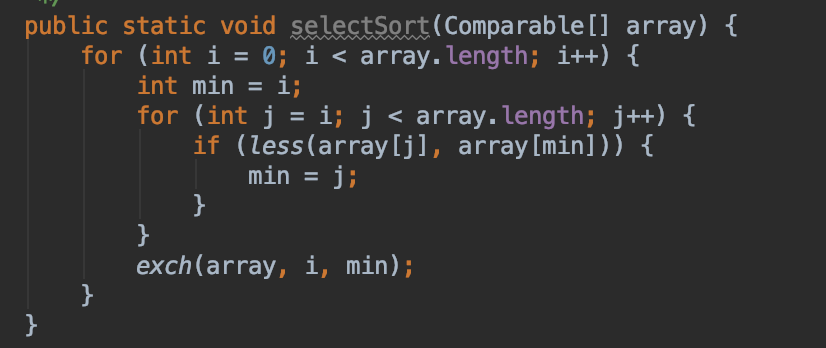 */
public static void selectSort(Comparable[] array) {
    for (int i = 0; i < array.length; i++) {
        int min = i;
        for (int j = i; j < array.length; j++) {
            if (less(array[j], array[min])) {
                min = j;
            }
        }
        exch(array, i, min);
    }
}